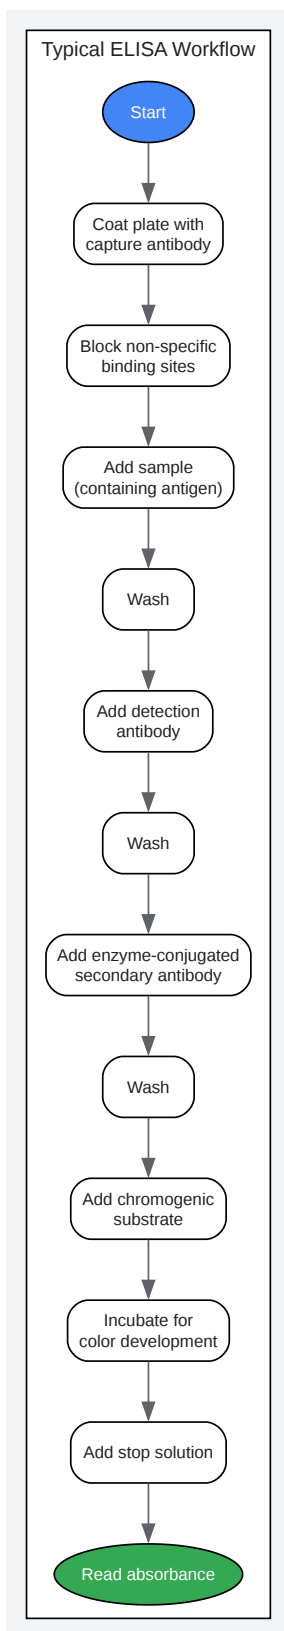 Typical ELISA Workflow
Start
Coat plate with
capture antibody
Block non-specific
binding sites
Add sample
(containing antigen)
Wash
Add detection
antibody
Wash
Add enzyme-conjugated
secondary antibody
Wash
Add chromogenic
substrate
Incubate for
color development
Add stop solution
Read absorbance